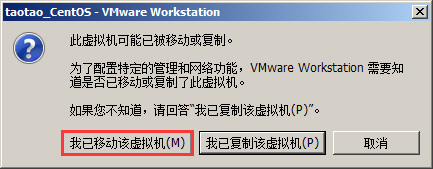 taotao_CentOS - VMware Workstation
此虚拟机可能已被移动或复制。
为了配置特定的管理和网络功能，VMware Workstation 需要知
道是否已移动或复制了此虚拟机。
如果您不知道，请回答“我已复制该虚拟机(P)”。
我已移动该虚拟机(M)
我已复制该虚拟机(P)
取消